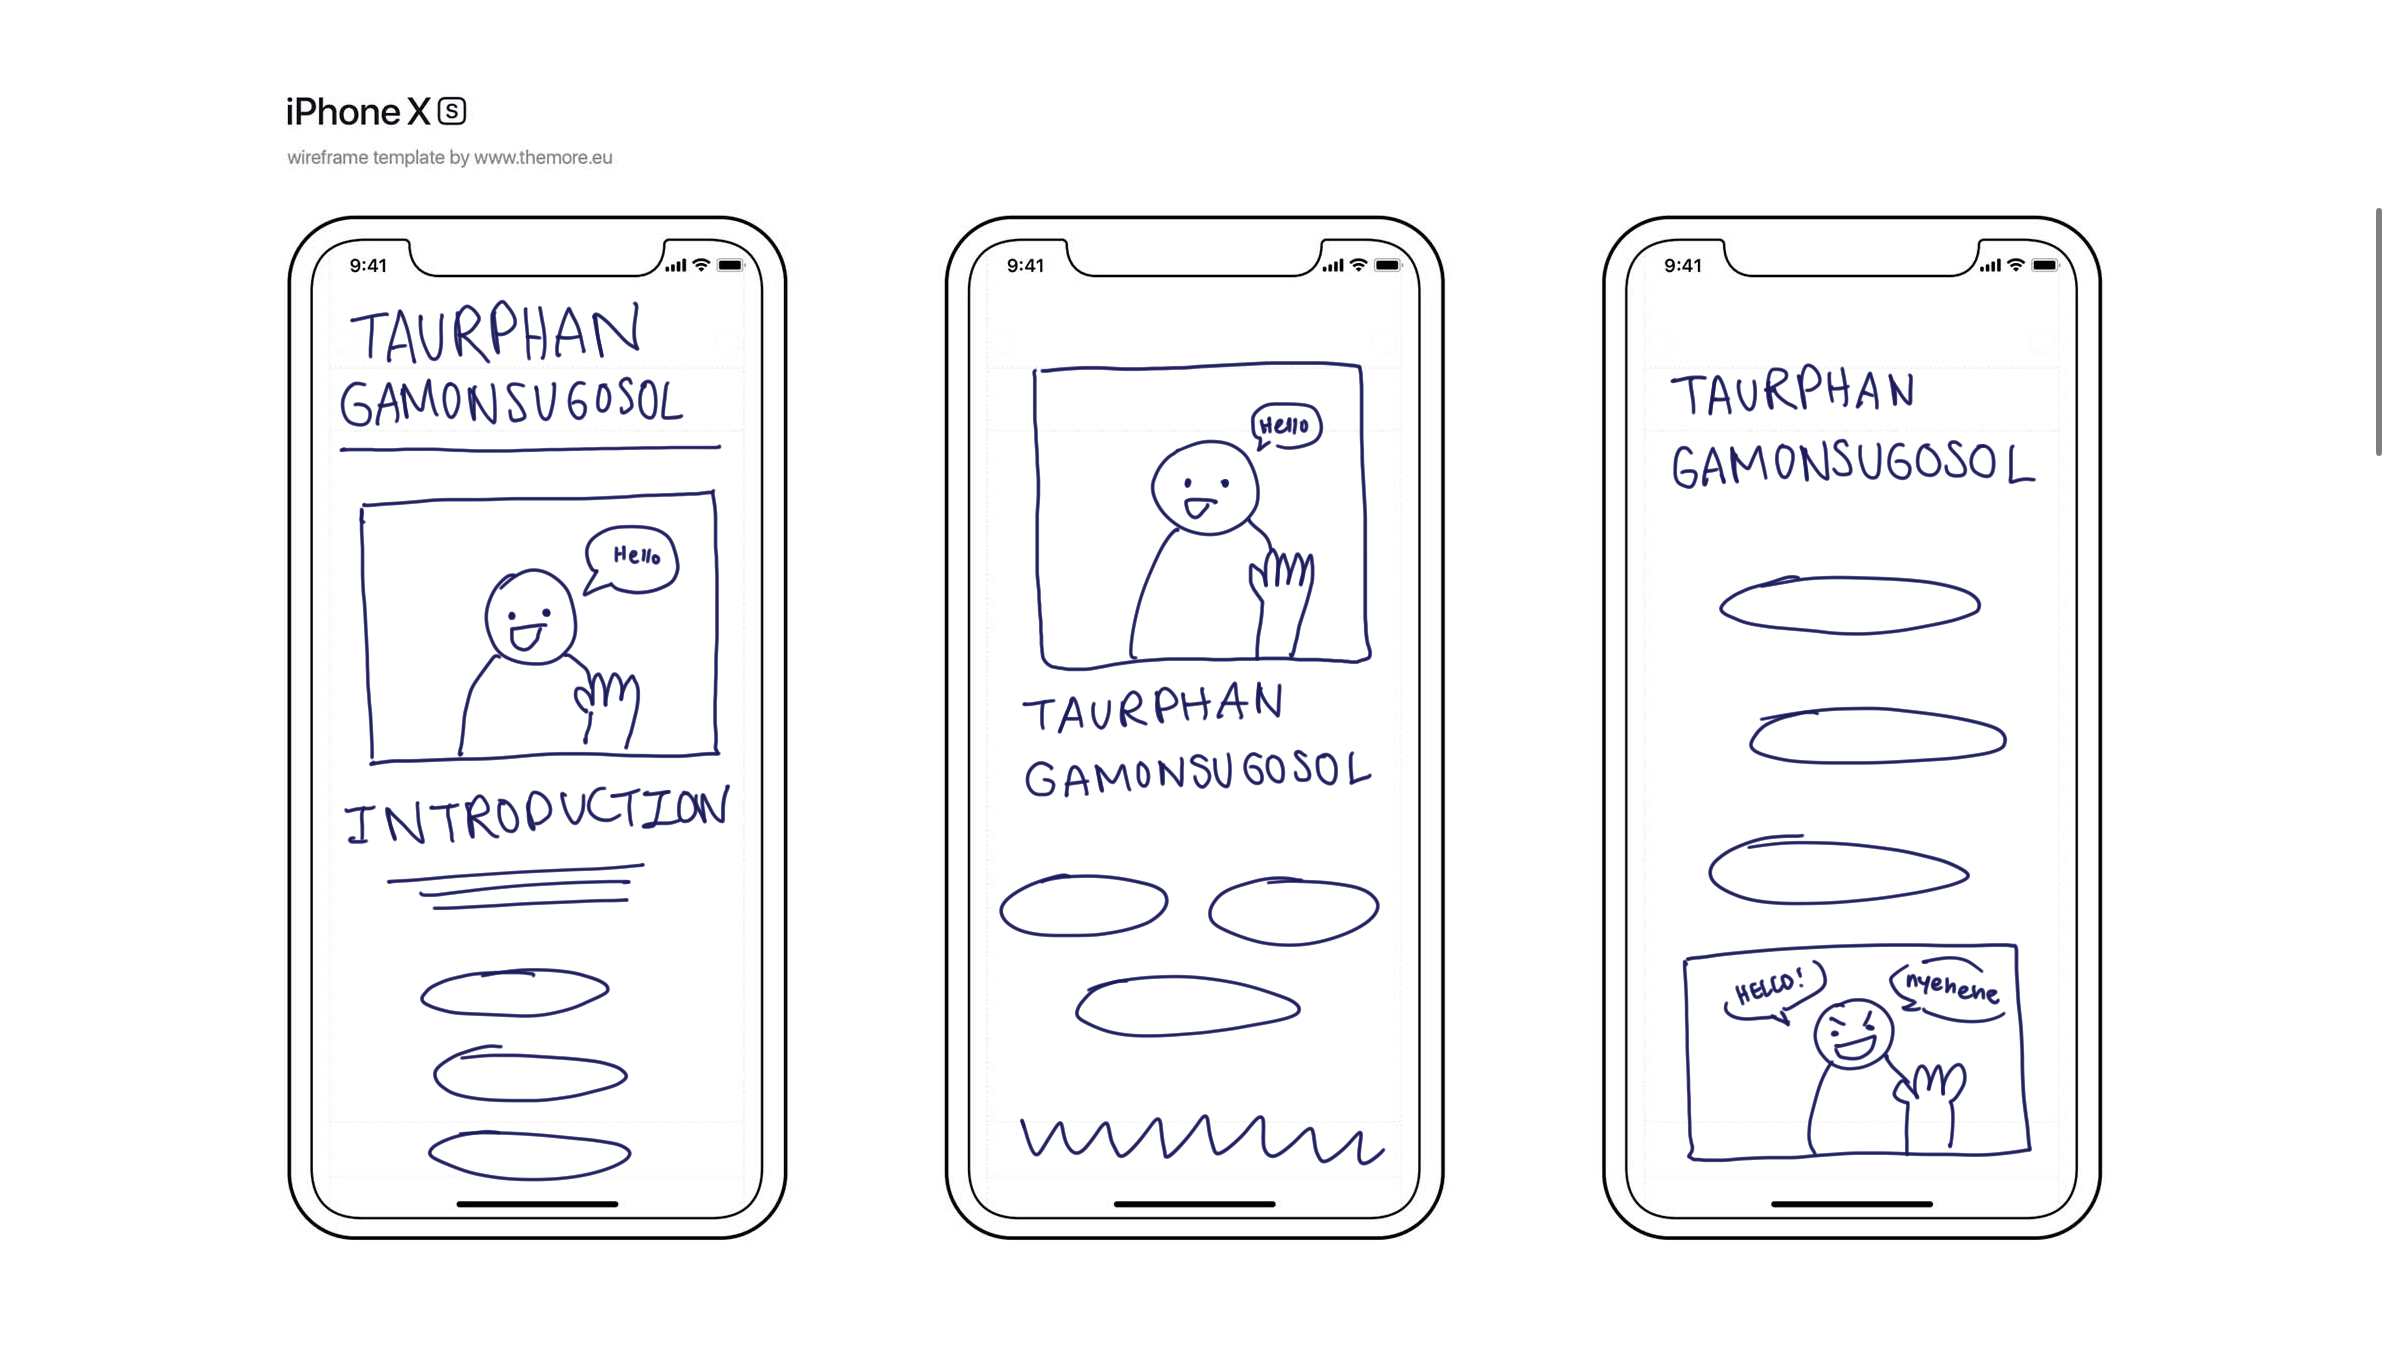 iPhone X S
wireframe template by www.themore.eu
9:41
TAURPHAN
GAMONSUGOSOL
Hello
INTRODUCTION
9:41
Hello
TAURPHAN
GAMONSUGOSOL
9:41
TAURPHAN
GAMONSUGOSOL
HELLO!
nyehehe